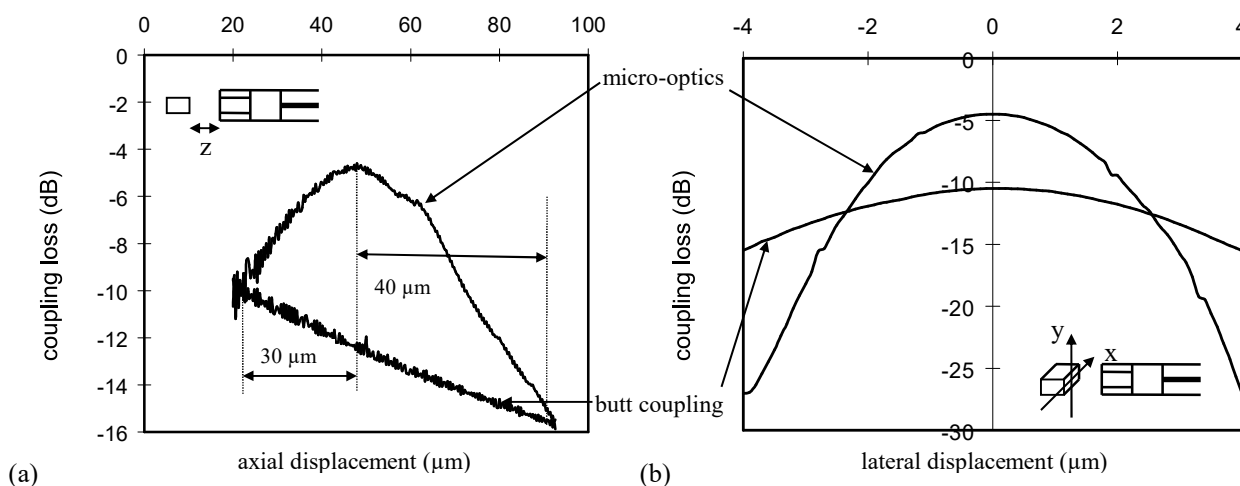 0 20 40 60 80 100
0
-2
-4
-6
-8
-10
-12
-14
-16
coupling loss (dB)
z
40 µm
30 µm
axial displacement (µm)
(a)
micro-optics
butt coupling
-4 -2 0 2 4
0
-5
-10
-15
-20
-25
-30
coupling loss (dB)
y
x
lateral displacement (µm)
(b)